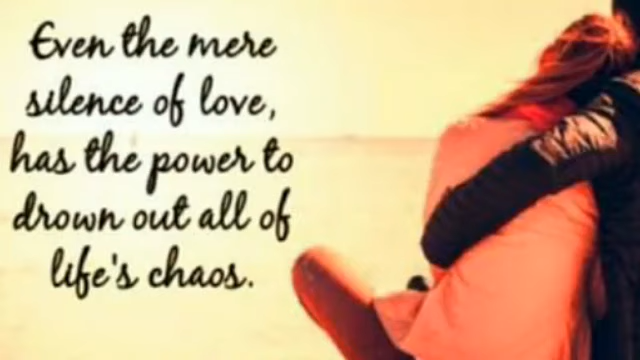 Even the mere
silence of love,
has the power to
drown out all of
life's chaos.